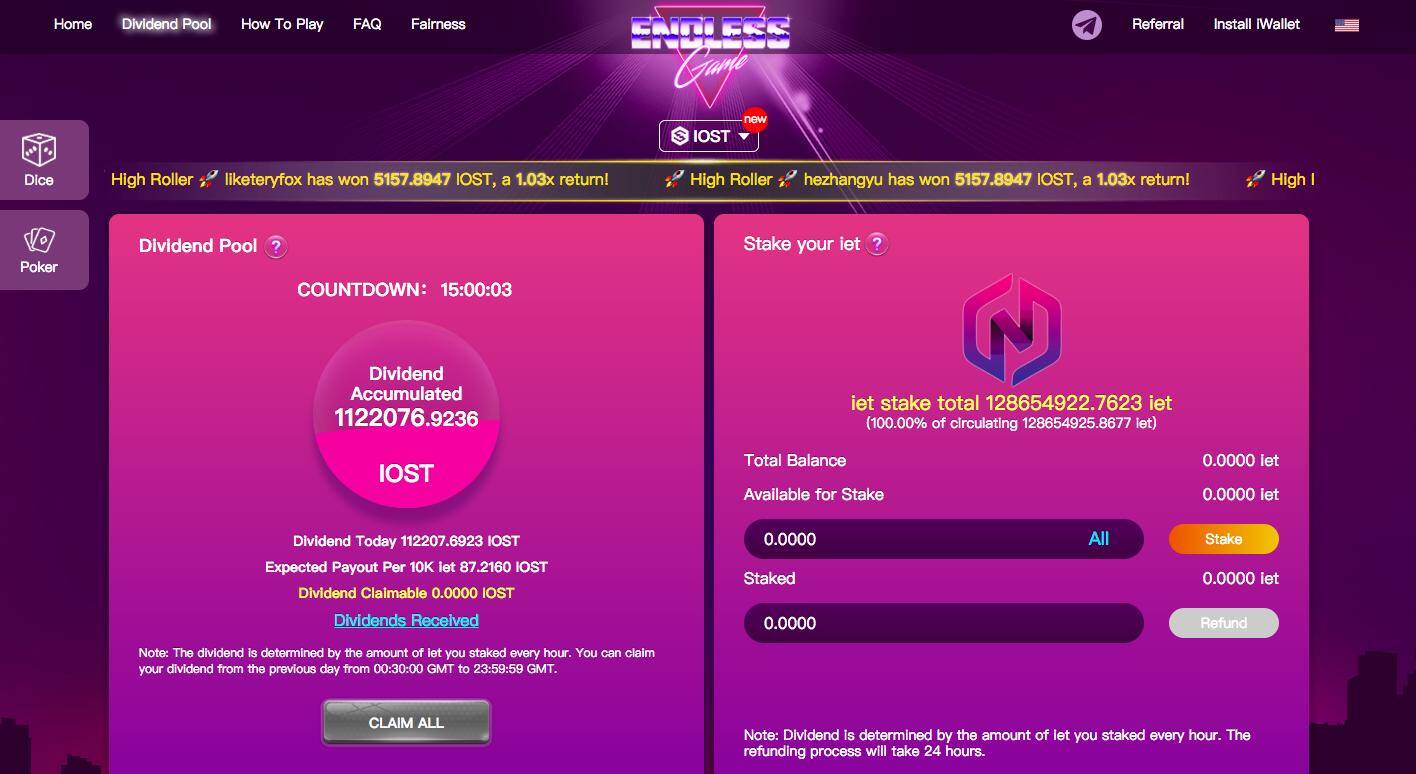 Home
Dividend Pool
How To Play
FAQ
Fairness
ENDLESS
Game
Referral
Install iWallet
new
IOST
Dice
Poker
High Roller 🚀 liketeryfox has won 5157.8947 IOST, a 1.03x return!
🚀 High Roller 🚀 hezhangyu has won 5157.8947 IOST, a 1.03x return!
🚀 High
Dividend Pool ?
COUNTDOWN: 15:00:03
Dividend
Accumulated
1122076.9236
IOST
Dividend Today 112207.6923 IOST
Expected Payout Per 10K iet 87.2160 IOST
Dividend Claimable 0.0000 IOST
Dividends Received
Note: The dividend is determined by the amount of iet you staked every hour. You can claim
your dividend from the previous day from 00:30:00 GMT to 23:59:59 GMT.
CLAIM ALL
Stake your iet ?
iet stake total 128654922.7623 iet
(100.00% of circulating 128654925.8677 iet)
Total Balance 0.0000 iet
Available for Stake 0.0000 iet
0.0000 All Stake
Staked 0.0000 iet
0.0000 Refund
Note: Dividend is determined by the amount of iet you staked every hour. The
refunding process will take 24 hours.